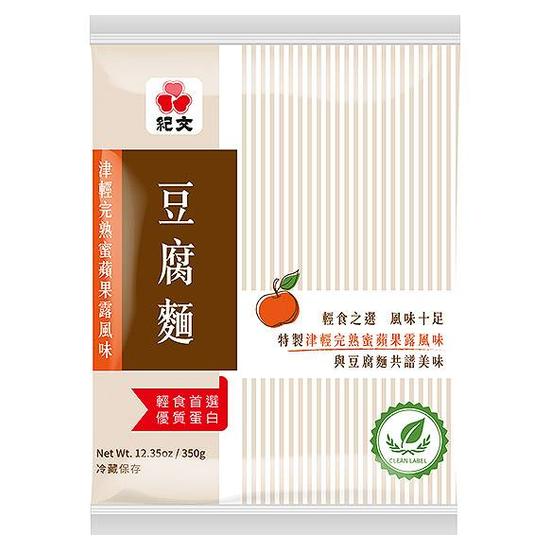 紀文
豆腐麵
津輕完熟蜜蘋果露風味
輕食之選 風味十足
特製津輕完熟蜜蘋果露風味
與豆腐麵共譜美味
輕食首選
優質蛋白
Net Wt. 12.35oz / 350g
冷藏保存
CLEAN LABEL